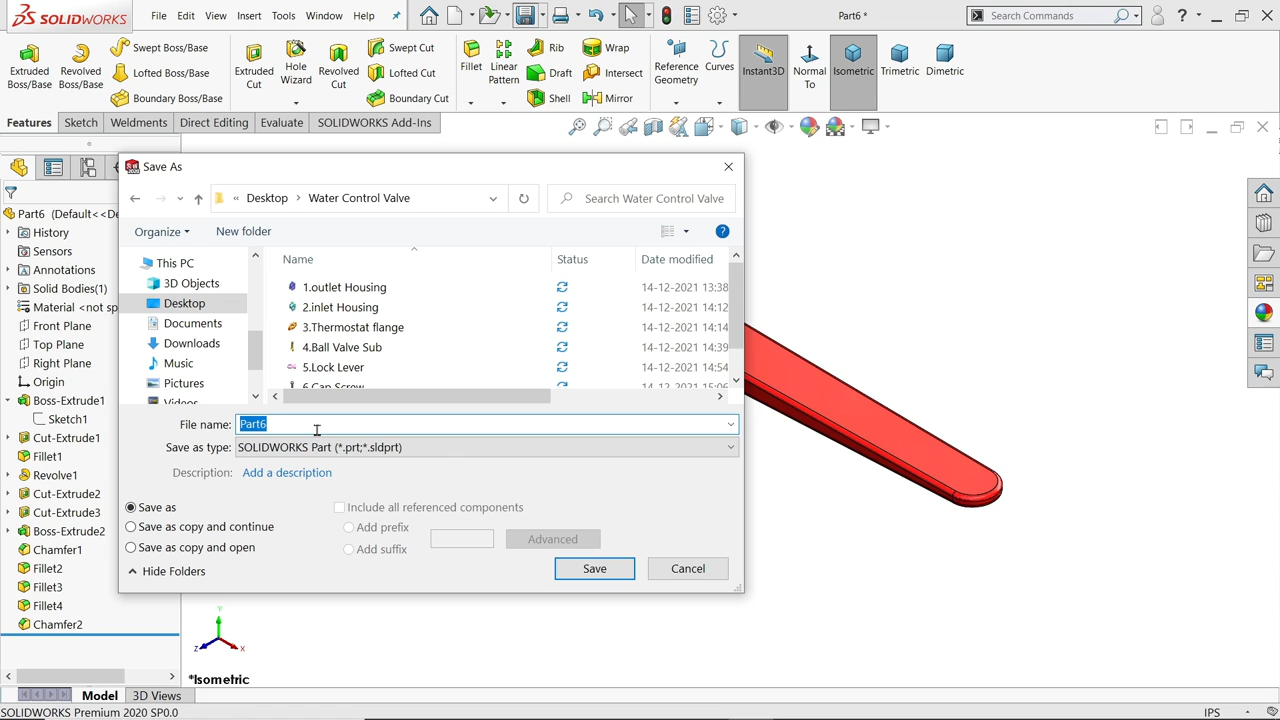 SOLIDWORKS
File Edit View Insert Tools Window Help
Part6 *
Search Commands
?
Extruded Boss/Base
Revolved Boss/Base
Swept Boss/Base
Lofted Boss/Base
Boundary Boss/Base
Extruded Cut
Hole Wizard
Revolved Cut
Swept Cut
Lofted Cut
Boundary Cut
Fillet
Linear Pattern
Rib
Draft
Shell
Wrap
Intersect
Mirror
Reference Geometry
Curves
Instant3D
Normal To
Isometric
Trimetric
Dimetric
Features Sketch Weldments Direct Editing Evaluate SOLIDWORKS Add-Ins
Part6 (Default<<De
History
Sensors
Annotations
Solid Bodies(1)
Material <not sp
Front Plane
Top Plane
Right Plane
Origin
Boss-Extrude1
Sketch1
Cut-Extrude1
Fillet1
Revolve1
Cut-Extrude2
Cut-Extrude3
Boss-Extrude2
Chamfer1
Fillet2
Fillet3
Fillet4
Chamfer2
Save As
« Desktop > Water Control Valve
Search Water Control Valve
Organize New folder
?
This PC
3D Objects
Desktop
Documents
Downloads
Music
Pictures
Videos
Name Status Date modified
1.outlet Housing 14-12-2021 13:38
2.inlet Housing 14-12-2021 14:12
3.Thermostat flange 14-12-2021 14:14
4.Ball Valve Sub 14-12-2021 14:39
5.Lock Lever 14-12-2021 14:54
6.Cap Screw 14-12-2021 15:06
File name: Part6
Save as type: SOLIDWORKS Part (*.prt;*.sldprt)
Description: Add a description
Save as
Save as copy and continue
Save as copy and open
Include all referenced components
Add prefix
Add suffix
Advanced
Hide Folders
Save Cancel
Y
Z X
*Isometric
Model 3D Views
SOLIDWORKS Premium 2020 SP0.0
IPS